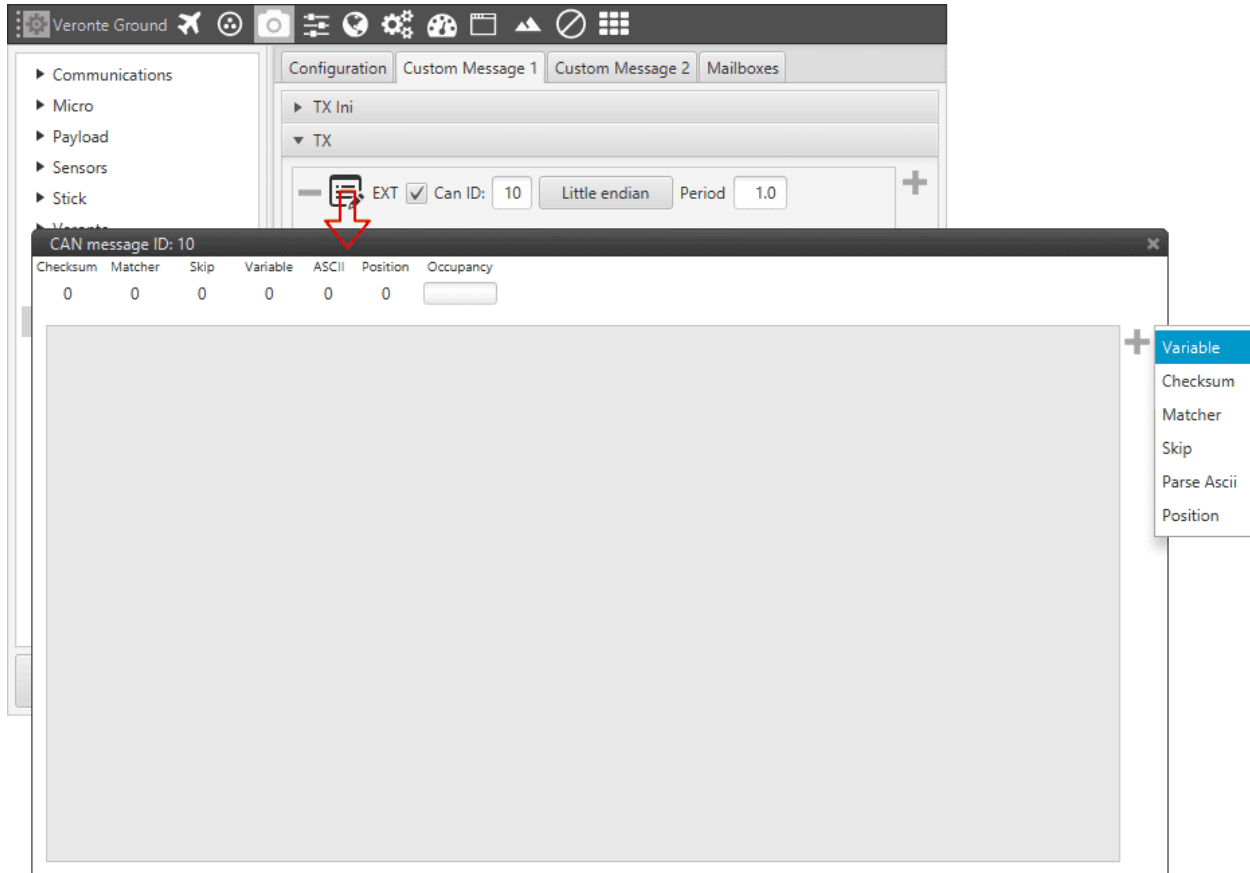 Veronte Ground
Communications
Micro
Payload
Sensors
Stick
Configuration Custom Message 1 Custom Message 2 Mailboxes
TX Ini
TX
EXT Can ID: 10 Little endian Period 1.0
CAN message ID: 10
Checksum Matcher Skip Variable ASCII Position Occupancy
0 0 0 0 0 0
Variable
Checksum
Matcher
Skip
Parse Ascii
Position